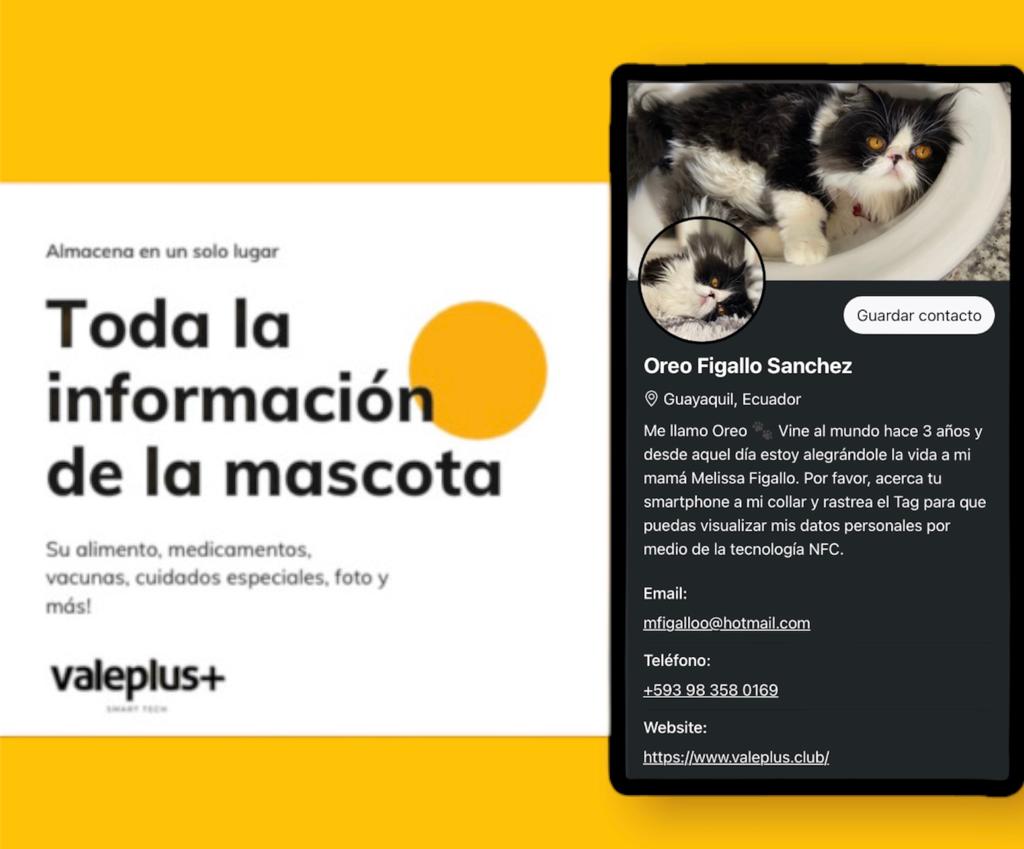 Almacena en un solo lugar
Toda la
información
de la mascota
Su alimento, medicamentos,
vacunas, cuidados especiales, foto y
más!
valeplus+
SMART TECH
Guardar contacto
Oreo Figallo Sanchez
Guayaquil, Ecuador
Me llamo Oreo 🐾 Vine al mundo hace 3 años y
desde aquel día estoy alegrándole la vida a mi
mamá Melissa Figallo. Por favor, acerca tu
smartphone a mi collar y rastrea el Tag para que
puedas visualizar mis datos personales por
medio de la tecnología NFC.
Email:
mfigalloo@hotmail.com
Teléfono:
+593 98 358 0169
Website:
https://www.valeplus.club/